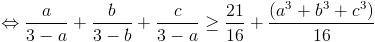 ⇔ a/(3 − a) + b/(3 − b) + c/(3 − a) ≥ 21/16 + (a³ + b³ + c³)/16